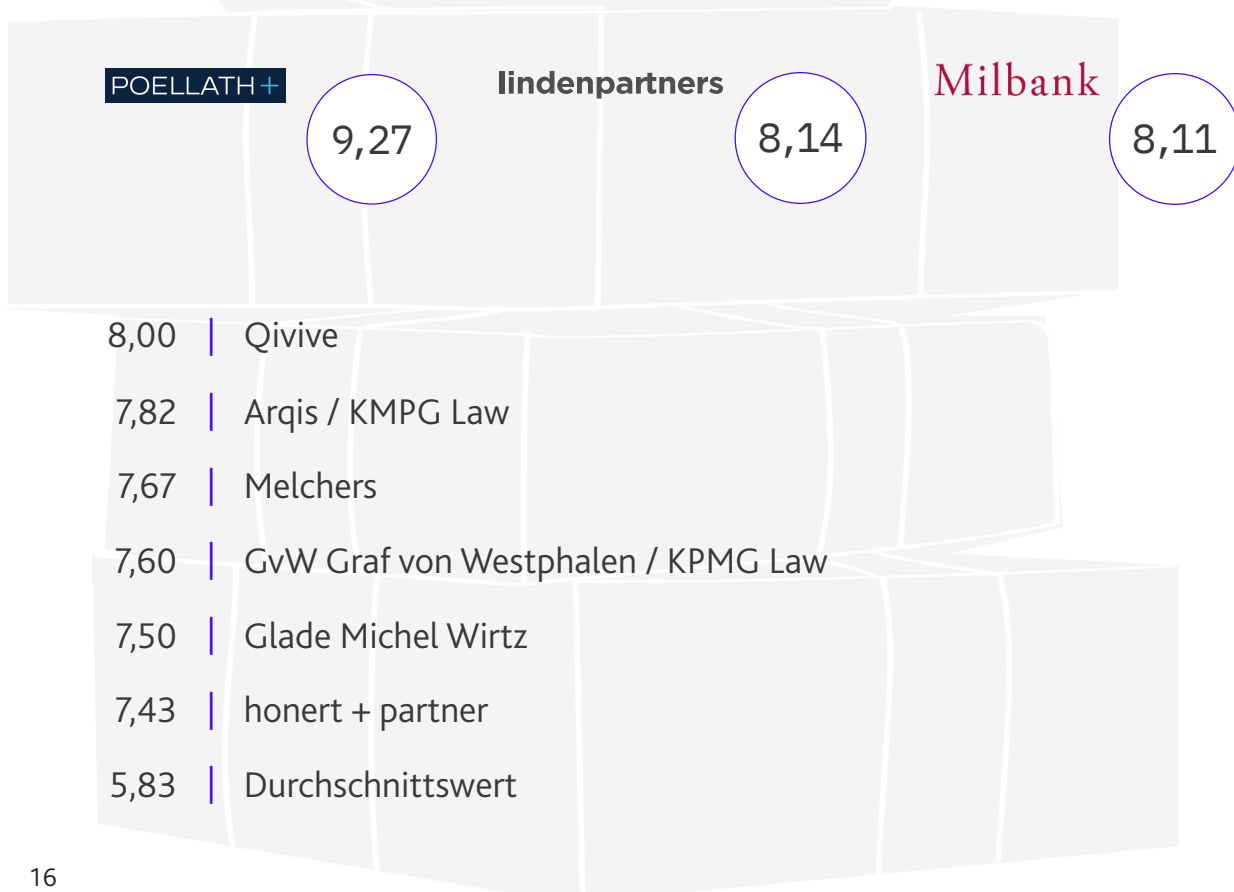 POELLATH+
9,27
lindenpartners
8,14
Milbank
8,11
8,00 | Qivive
7,82 | Arqis / KMPG Law
7,67 | Melchers
7,60 | GvW Graf von Westphalen / KPMG Law
7,50 | Glade Michel Wirtz
7,43 | honert + partner
5,83 | Durchschnittswert
16